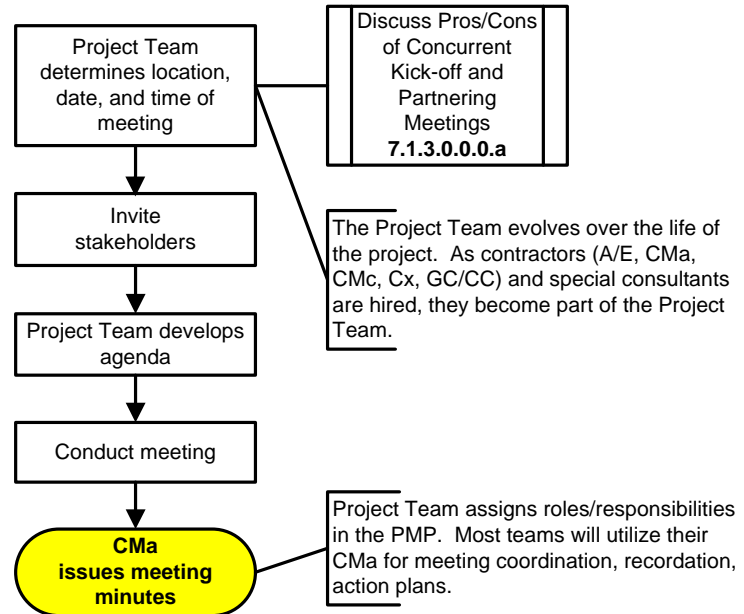 Project Team
determines location,
date, and time of
meeting
Discuss Pros/Cons
of Concurrent
Kick-off and
Partnering
Meetings
7.1.3.0.0.0.a
Invite
stakeholders
The Project Team evolves over the life of
the project. As contractors (A/E, CMa,
CMc, Cx, GC/CC) and special consultants
are hired, they become part of the Project
Team.
Project Team develops
agenda
Conduct meeting
CMa
issues meeting
minutes
Project Team assigns roles/responsibilities
in the PMP. Most teams will utilize their
CMa for meeting coordination, recordation,
action plans.